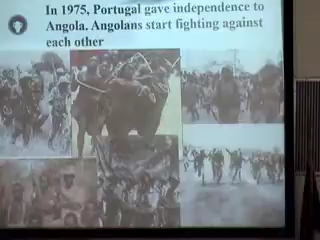 In 1975, Portugal gave independence to
Angola. Angolans start fighting against
each other